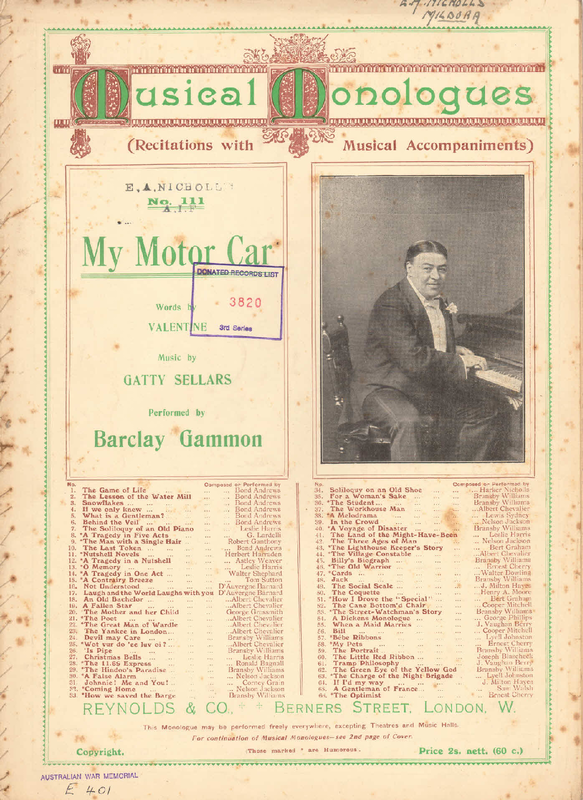 E. A. NICHOLLS
MILDURA
Musical Monologues
(Recitations with Musical Accompaniments)
E. A. NICHOLLS
No. 111
A.I.F
My Motor Car
DONATED RECORDS LIST
3820
3rd Series
Words by
VALENTINE
Music by
GATTY SELLARS
Performed by
Barclay Gammon
No. Composed or Performed by
1. The Game of Life ... Bond Andrews
2. The Lesson of the Water Mill ... Bond Andrews
3. Snowflakes ... Bond Andrews
4. If we only knew ... Bond Andrews
5. What is a Gentleman? ... Bond Andrews
6. Behind the Veil ... Bond Andrews
7. The Soliloquy of an Old Piano ... Leslie Harris
8. *A Tragedy in Five Acts ... G. Lardelli
9. *The Man with a Single Hair ... Robert Ganthony
10. The Last Token ... Bond Andrews
11. *Nutshell Novels ... Herbert Harraden
12. *A Tragedy in a Nutshell ... Astley Weaver
13. *O Memory ... Leslie Harris
14. *A Tragedy in One Act ... Walter Shephard
15. *A Contrairy Breeze ... Tom Sutton
16. Not Understood ... D'Auvergne Barnard
17. Laugh and the World Laughs with you D'Auvergne Barnard
18. An Old Bachelor ... Albert Chevalier
19. A Fallen Star ... Albert Chevalier
20. The Mother and her Child ... George Grossmith
21. *The Poet ... Albert Chevalier
22. *The Great Man of Wardle ... Albert Chevalier
23. The Yankee in London ... Albert Chevalier
24. Devil may Care ... Bransby Williams
25. *Wot vur do 'ee luv oi? ... Albert Chevalier
26. 'Is Pipe ... Bransby Williams
27. Christmas Bells ... Leslie Harris
28. *The 11.65 Express ... Ronald Bagnall
29. *The Hindoo's Paradise ... Bransby Williams
30. *A False Alarm ... Nelson Jackson
31. Johnnie! Me and You! ... Corney Grain
32. *Coming Home ... Nelson Jackson
33. *How we saved the Barge ... Bransby Williams
No. Composed or Performed by
34. Soliloquy on an Old Shoe ... Harker Nichols
35. For a Woman's Sake ... Bransby Williams
36. *The Student ... Bransby Williams
37. The Workhouse Man ... Albert Chevalier
38. *A Melodrama ... Lewis Sydney
39. In the Crowd ... Nelson Jackson
40. *A Voyage of Disaster ... Bransby Williams
41. The Land of the Might-Have-Been ... Leslie Harris
42. The Three Ages of Man ... Nelson Jackson
43. *The Lighthouse Keeper's Story ... Bert Graham
44. *The Village Constable ... Albert Chevalier
45. Billy's Biograph ... Bransby Williams
46. *The Old Warrior ... Ernest Cherry
47. *Cards ... Walter Dowling
48. Jack ... Bransby Williams
49. The Social Scale ... J. Milton Hayes
50. The Coquette ... Henry A. Moore
51. *How I Drove the "Special" ... Bert Graham
52. The Cana Bottom'd Chair ... Cooper Mitchell
53. The Street-Watchman's Story ... Bransby Williams
54. A Dickens Monologue ... George Phillips
55. When a Maid Marries ... J. Vaughan Bevry
56. Bill ... Cooper Mitchell
57. Bébé Ribbons ... Lyell Johnston
58. *My Pets ... Ernest Cherry
59. The Portrait ... Bransby Williams
60. The Little Red Ribbon ... Joseph Blascheck
61. Tramp Philosophy ... J. Vaughan Bevry
62. The Green Eye of the Yellow God ... Bransby Williams
63. *The Charge of the Night-Brigade ... Lyell Johnston
64. If I'd my way ... J. Milton Hayes
65. A Gentleman of France ... Sam Walsh
66. *The Optimist ... Ernest Cherry
REYNOLDS & CO. BERNERS STREET, LONDON, W.
This Monologue may be performed freely everywhere, excepting Theatres and Music Halls.
For continuation of Musical Monologues—see 2nd page of Cover.
Copyright. (Those marked * are Humorous. Price 2s. nett. (60 c.)
AUSTRALIAN WAR MEMORIAL
E 401